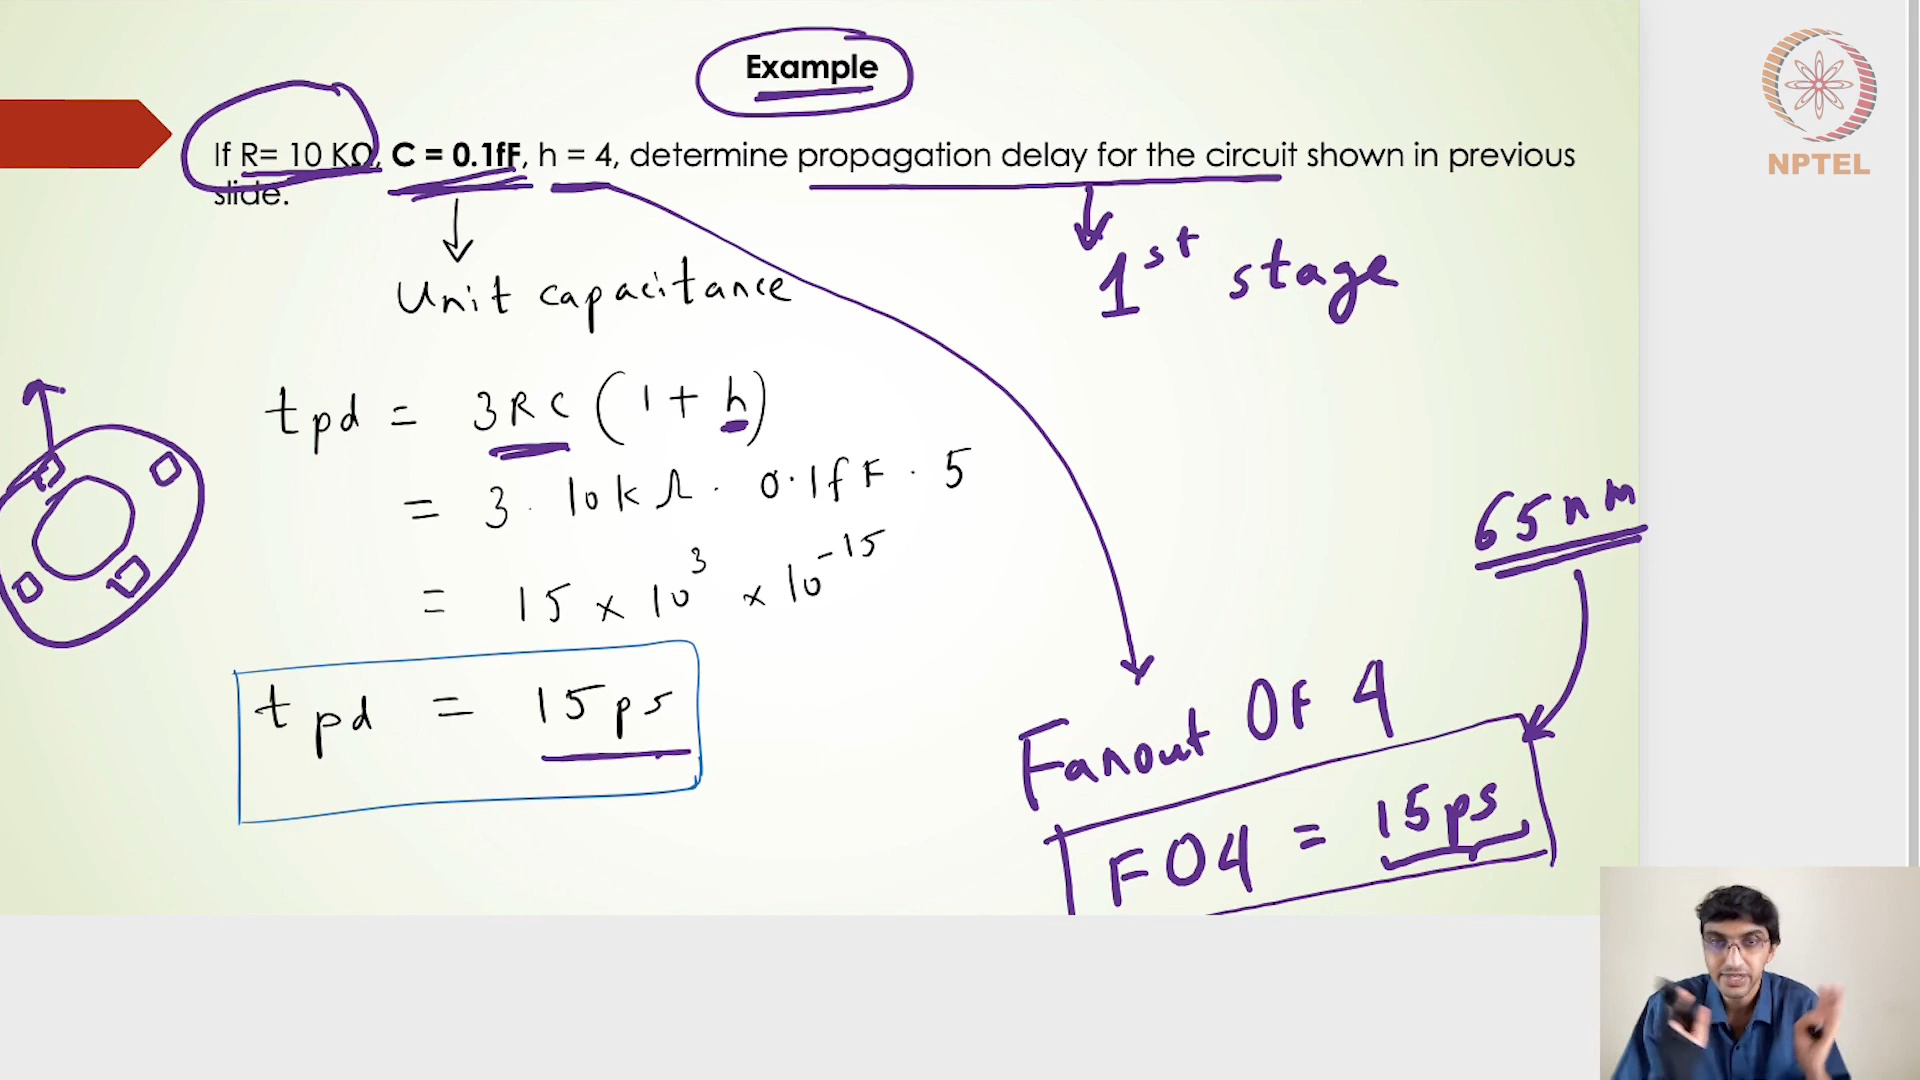 Example
If R= 10 KΩ, C = 0.1fF, h = 4, determine propagation delay for the circuit shown in previous
slide.
NPTEL
1st stage
Unit capacitance
tpd = 3RC (1+h)
= 3 . 10kΩ . 0.1fF . 5
= 15 x 10³ x 10⁻¹⁵
tpd = 15ps
65nm
Fanout Of 4
FO4 = 15ps